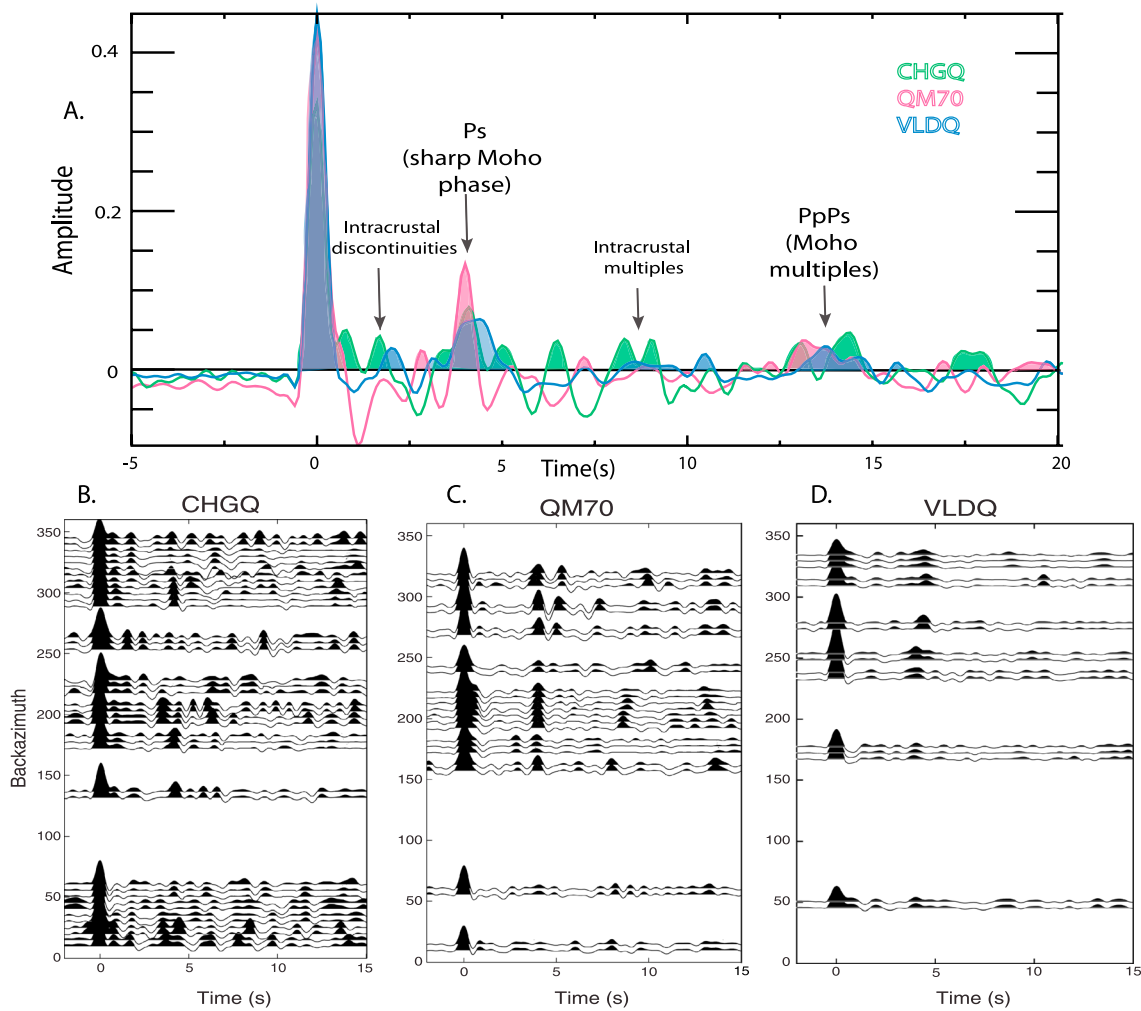 A.
0.4
0.2
0
Amplitude
CHGQ
QM70
VLDQ
Ps
(sharp Moho
phase)
Intracrustal
discontinuities
Intracrustal
multiples
PpPs
(Moho
multiples)
-5
0
5
10
15
20
Time(s)
B.
CHGQ
350
300
250
200
150
100
50
0
Backazimuth
0
5
10
15
Time (s)
C.
QM70
350
300
250
200
150
100
50
0
0
5
10
15
Time (s)
D.
VLDQ
350
300
250
200
150
100
50
0
0
5
10
15
Time (s)